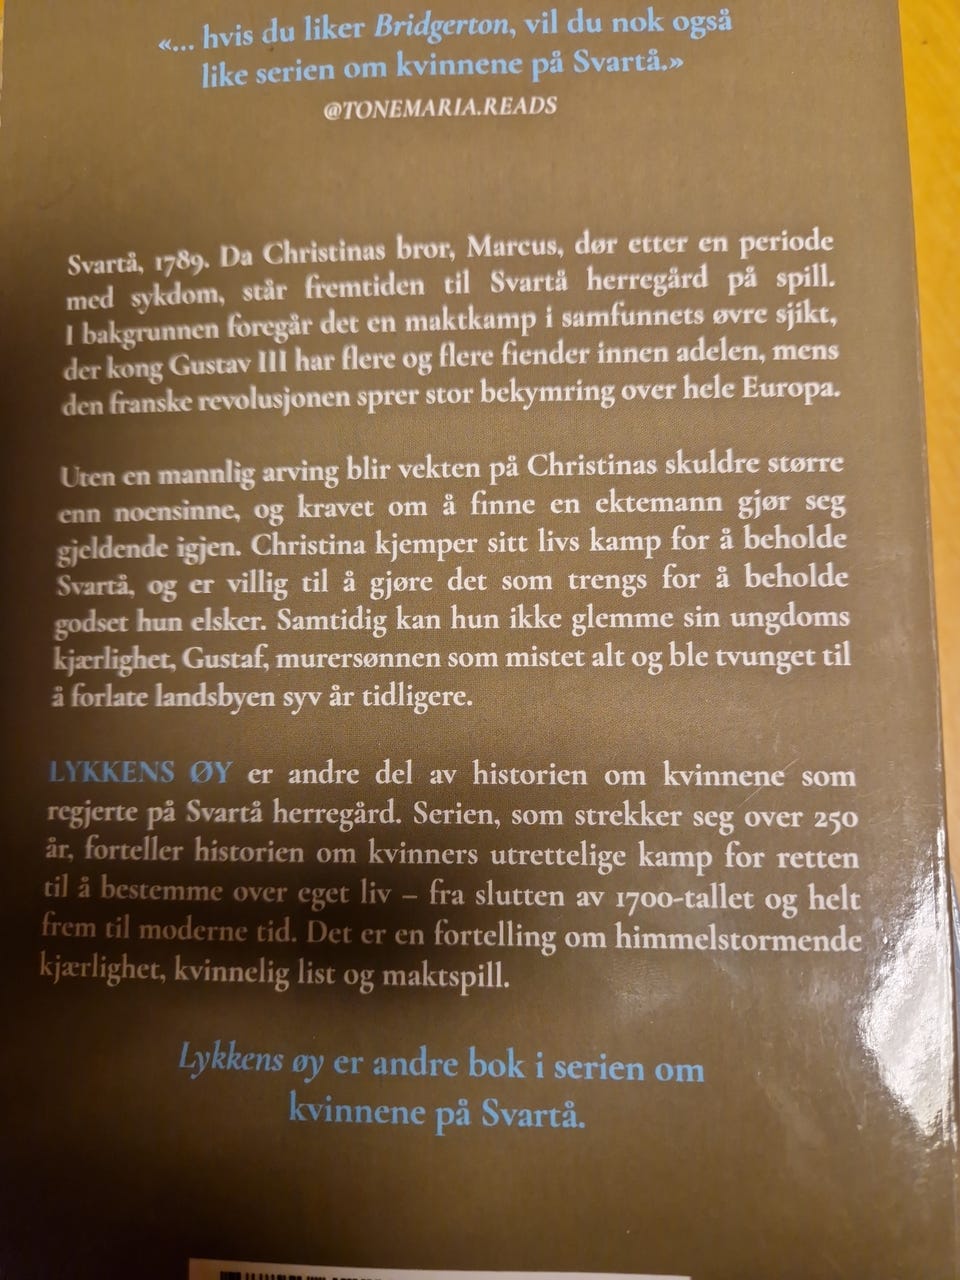 «... hvis du liker Bridgerton, vil du nok også
like serien om kvinnene på Svartå.»
@TONEMARIA.READS
Svartå, 1789. Da Christinas bror, Marcus, dør etter en periode
med sykdom, står fremtiden til Svartå herregård på spill.
I bakgrunnen foregår det en maktkamp i samfunnets øvre sjikt,
der kong Gustav III har flere og flere fiender innen adelen, mens
den franske revolusjonen sprer stor bekymring over hele Europa.
Uten en mannlig arving blir vekten på Christinas skuldre større
enn noensinne, og kravet om å finne en ektemann gjør seg
gjeldende igjen. Christina kjemper sitt livs kamp for å beholde
Svartå, og er villig til å gjøre det som trengs for å beholde
godset hun elsker. Samtidig kan hun ikke glemme sin ungdoms
kjærlighet, Gustaf, murersønnen som mistet alt og ble tvunget til
å forlate landsbyen syv år tidligere.
LYKKENS ØY er andre del av historien om kvinnene som
regjerte på Svartå herregård. Serien, som strekker seg over 250
år, forteller historien om kvinners utrettelige kamp for retten
til å bestemme over eget liv – fra slutten av 1700-tallet og helt
frem til moderne tid. Det er en fortelling om himmelstormende
kjærlighet, kvinnelig list og maktspill.
Lykkens øy er andre bok i serien om
kvinnene på Svartå.